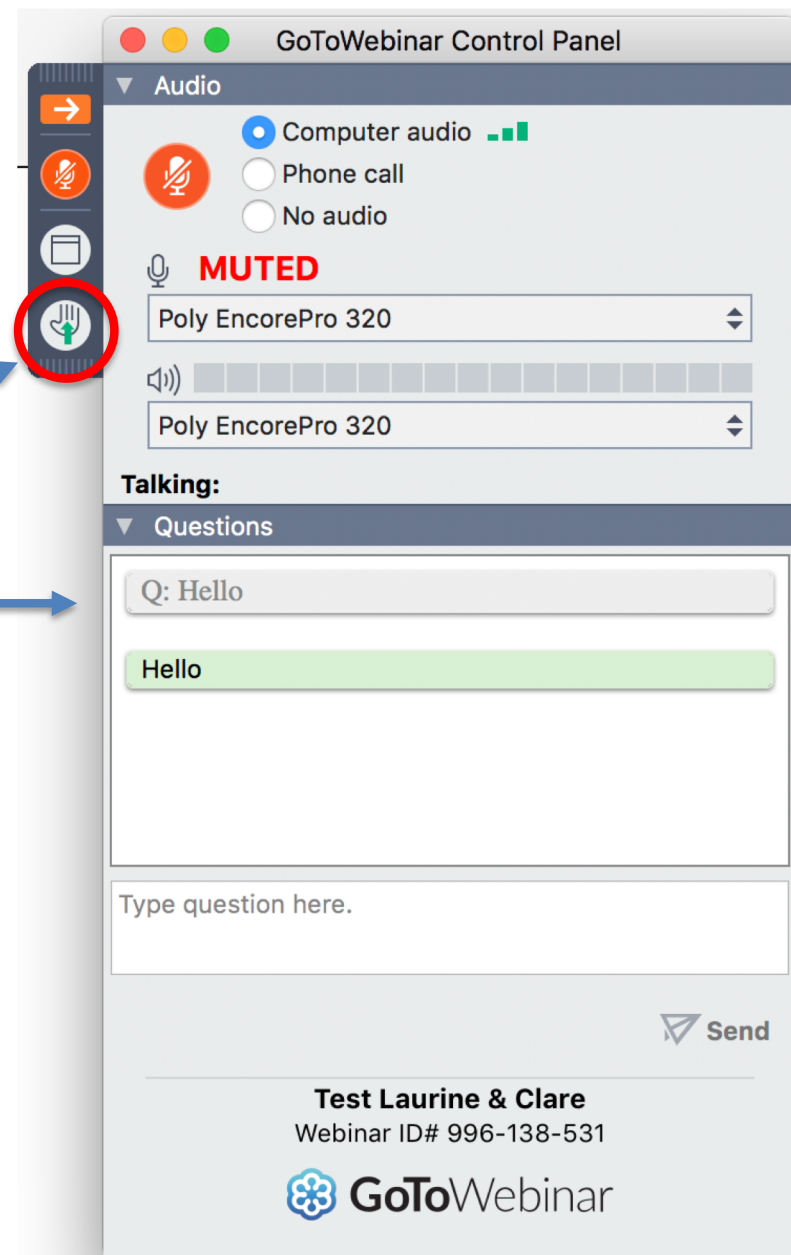 GoToWebinar Control Panel
Audio
Computer audio
Phone call
No audio
MUTED
Poly EncorePro 320
Poly EncorePro 320
Talking:
Questions
Q: Hello
Hello
Type question here.
Send
Test Laurine & Clare
Webinar ID# 996-138-531
GoToWebinar